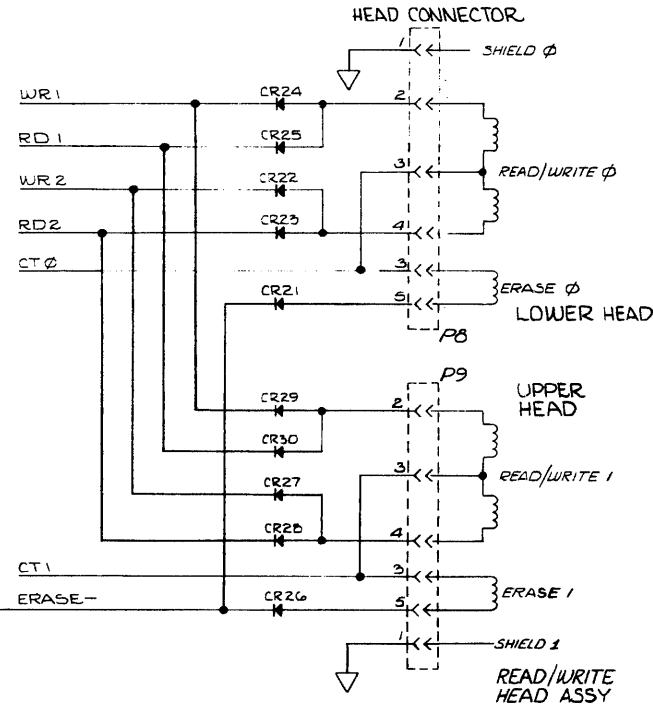 HEAD CONNECTOR
1
SHIELD Ø
WR1
CR24
2
RD1
CR25
WR2
CR22
3
READ/WRITE Ø
RD2
CR23
4
CTØ
3
CR21
5
ERASE Ø
LOWER HEAD
P8
P9
UPPER
HEAD
CR29
2
CR30
CR27
3
READ/WRITE 1
CR28
4
CT1
3
ERASE 1
ERASE-
CR26
5
1
SHIELD 1
READ/WRITE
HEAD ASSY